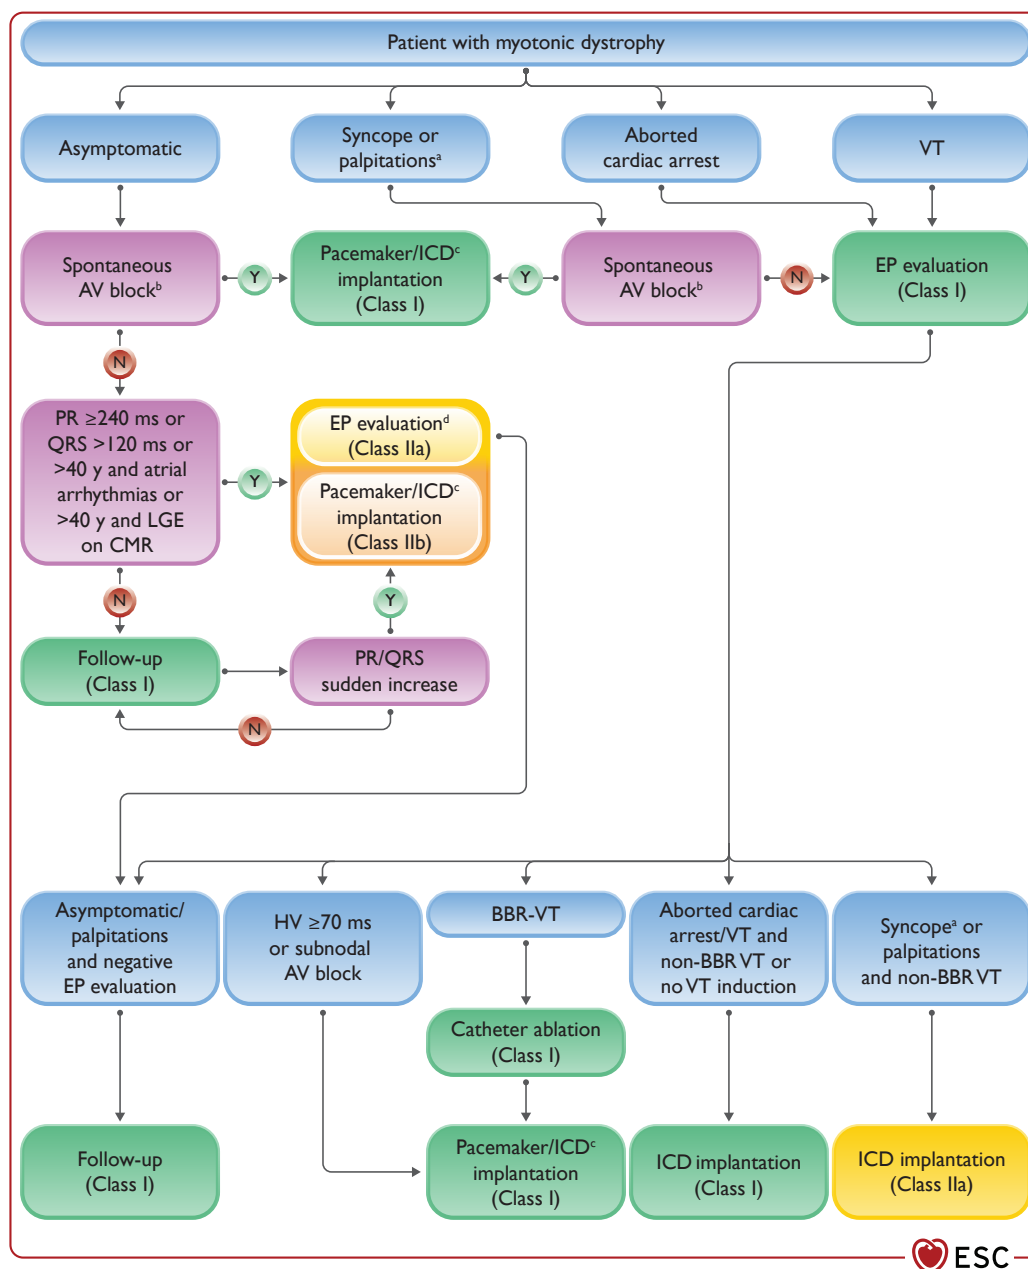 Patient with myotonic dystrophy
Asymptomatic
Syncope or
palpitationsᵃ
Aborted
cardiac arrest
VT
Spontaneous
AV blockᵇ
Y
Pacemaker/ICDᶜ
implantation
(Class I)
Y
Spontaneous
AV blockᵇ
N
EP evaluation
(Class I)
N
PR ≥240 ms or
QRS >120 ms or
>40 y and atrial
arrhythmias or
>40 y and LGE
on CMR
Y
EP evaluationᵈ
(Class IIa)
Pacemaker/ICDᶜ
implantation
(Class IIb)
N
Y
Follow-up
(Class I)
PR/QRS
sudden increase
N
Asymptomatic/
palpitations
and negative
EP evaluation
HV ≥70 ms
or subnodal
AV block
BBR-VT
Aborted cardiac
arrest/VT and
non-BBR VT or
no VT induction
Syncopeᵃ or
palpitations
and non-BBR VT
Catheter ablation
(Class I)
Follow-up
(Class I)
Pacemaker/ICDᶜ
implantation
(Class I)
ICD implantation
(Class I)
ICD implantation
(Class IIa)
ESC